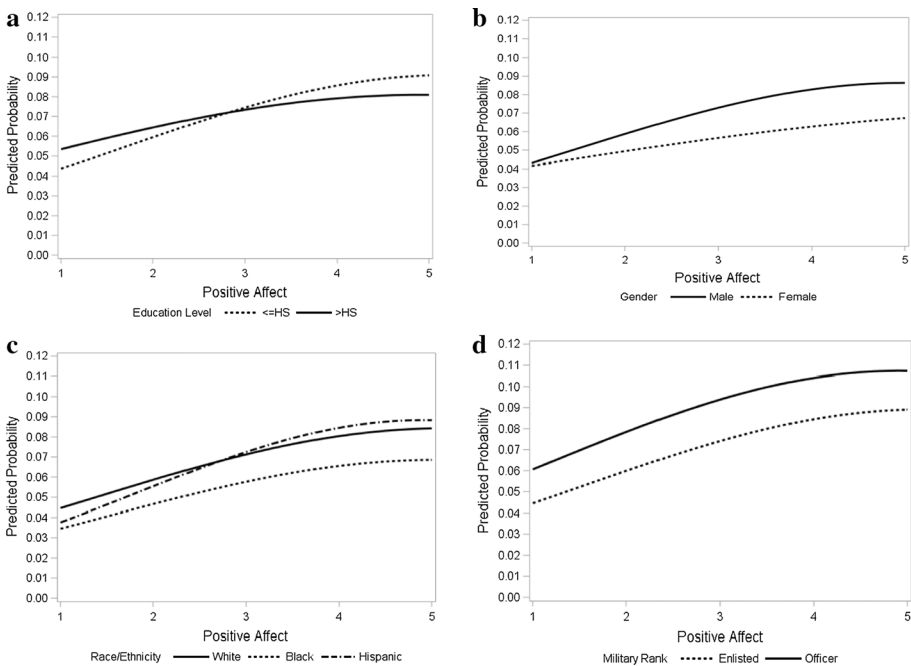 a
0.12
0.11
0.10
0.09
0.08
0.07
0.06
0.05
0.04
0.03
0.02
0.01
0.00
Predicted Probability
1 2 3 4 5
Positive Affect
Education Level <=HS >HS
b
0.12
0.11
0.10
0.09
0.08
0.07
0.06
0.05
0.04
0.03
0.02
0.01
0.00
Predicted Probability
1 2 3 4 5
Positive Affect
Gender Male Female
c
0.12
0.11
0.10
0.09
0.08
0.07
0.06
0.05
0.04
0.03
0.02
0.01
0.00
Predicted Probability
1 2 3 4 5
Positive Affect
Race/Ethnicity White Black Hispanic
d
0.12
0.11
0.10
0.09
0.08
0.07
0.06
0.05
0.04
0.03
0.02
0.01
0.00
Predicted Probability
1 2 3 4 5
Positive Affect
Military Rank Enlisted Officer